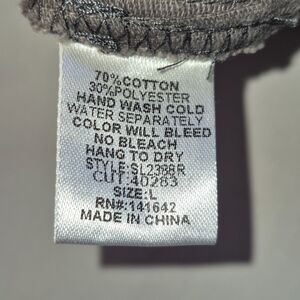 70%COTTON
30%POLYESTER
HAND WASH COLD
WATER SEPARATELY
COLOR WILL BLEED
NO BLEACH
HANG TO DRY
STYLE:SL2398R
CUT:40283
SIZE:L
RN#:141642
MADE IN CHINA